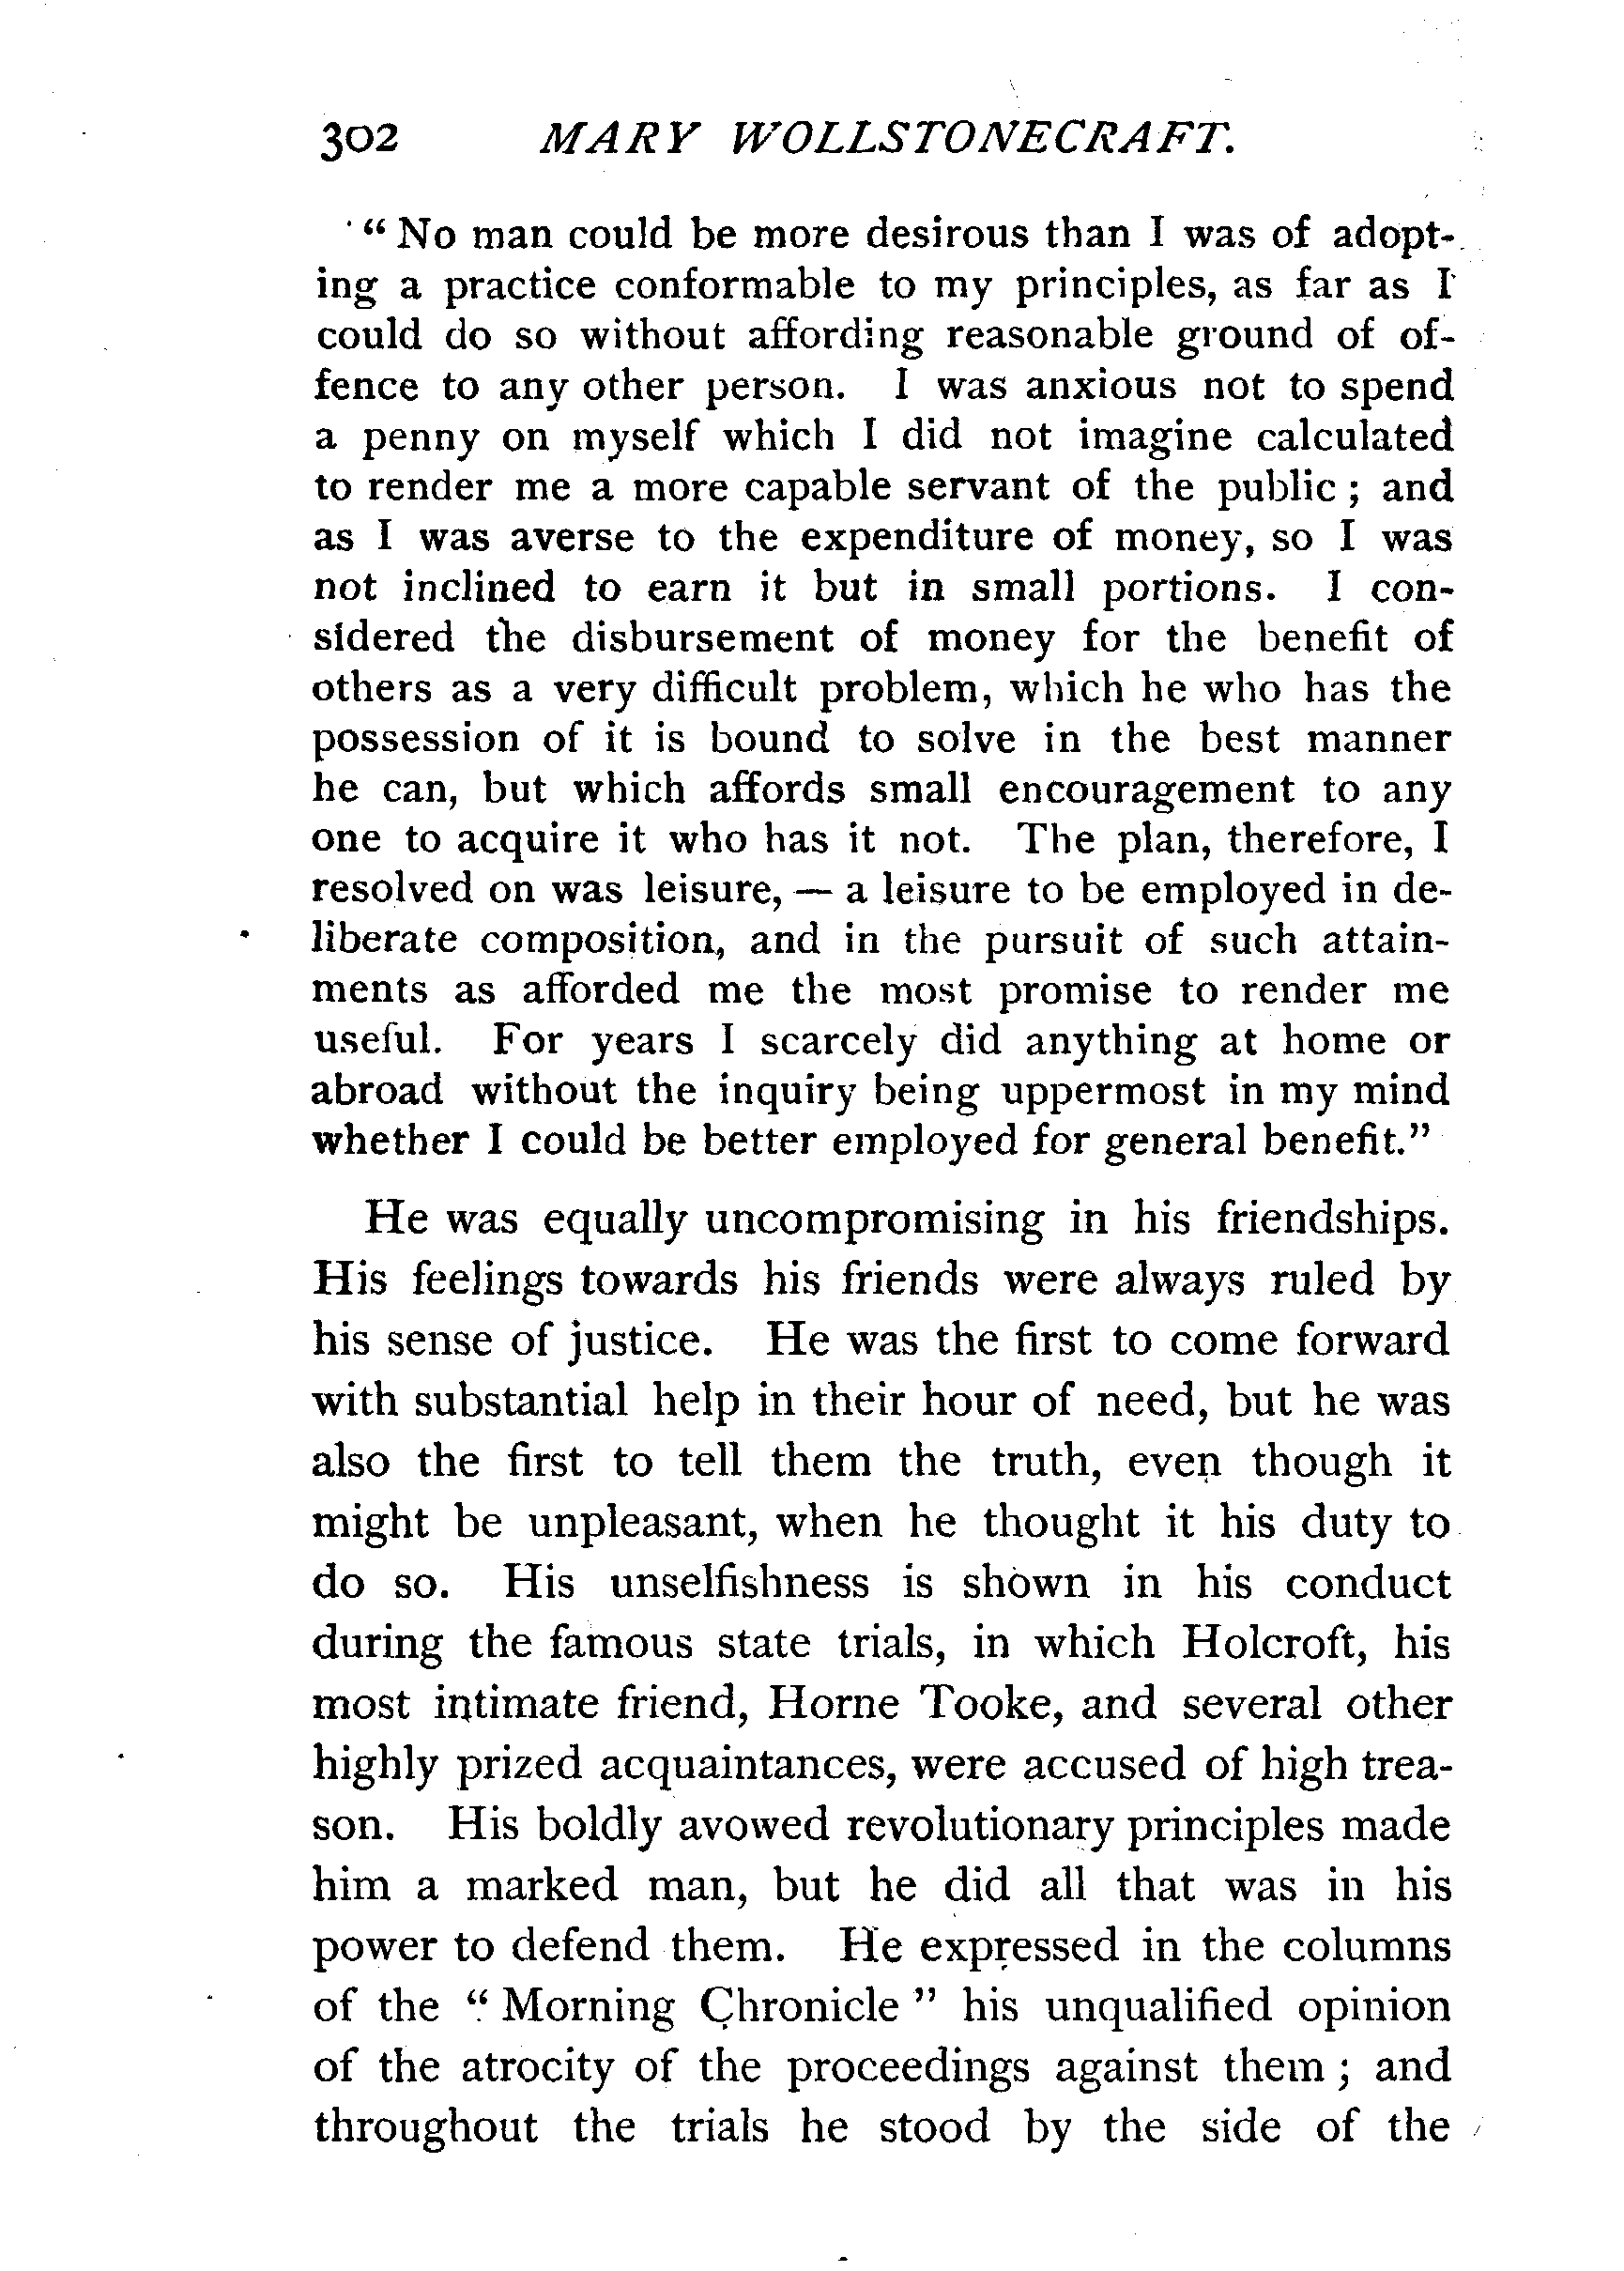 302 MARY WOLLSTONECRAFT.
“ No man could be more desirous than I was of adopt-
ing a practice conformable to my principles, as far as I
could do so without affording reasonable ground of of-
fence to any other person. I was anxious not to spend
a penny on myself which I did not imagine calculated
to render me a more capable servant of the public ; and
as I was averse to the expenditure of money, so I was
not inclined to earn it but in small portions. I con-
sidered the disbursement of money for the benefit of
others as a very difficult problem, which he who has the
possession of it is bound to solve in the best manner
he can, but which affords small encouragement to any
one to acquire it who has it not. The plan, therefore, I
resolved on was leisure, — a leisure to be employed in de-
liberate composition, and in the pursuit of such attain-
ments as afforded me the most promise to render me
useful. For years I scarcely did anything at home or
abroad without the inquiry being uppermost in my mind
whether I could be better employed for general benefit.”
He was equally uncompromising in his friendships.
His feelings towards his friends were always ruled by
his sense of justice. He was the first to come forward
with substantial help in their hour of need, but he was
also the first to tell them the truth, even though it
might be unpleasant, when he thought it his duty to
do so. His unselfishness is shown in his conduct
during the famous state trials, in which Holcroft, his
most intimate friend, Horne Tooke, and several other
highly prized acquaintances, were accused of high trea-
son. His boldly avowed revolutionary principles made
him a marked man, but he did all that was in his
power to defend them. He expressed in the columns
of the “ Morning Chronicle ” his unqualified opinion
of the atrocity of the proceedings against them ; and
throughout the trials he stood by the side of the